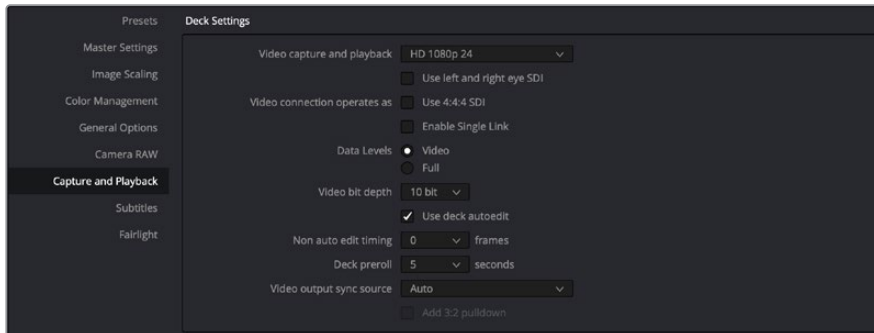 Presets
Master Settings
Image Scaling
Color Management
General Options
Camera RAW
Capture and Playback
Subtitles
Fairlight
Deck Settings
Video capture and playback HD 1080p 24
Use left and right eye SDI
Video connection operates as Use 4:4:4 SDI
Enable Single Link
Data Levels Video
Full
Video bit depth 10 bit
Use deck autoedit
Non auto edit timing 0 frames
Deck preroll 5 seconds
Video output sync source Auto
Add 3:2 pulldown